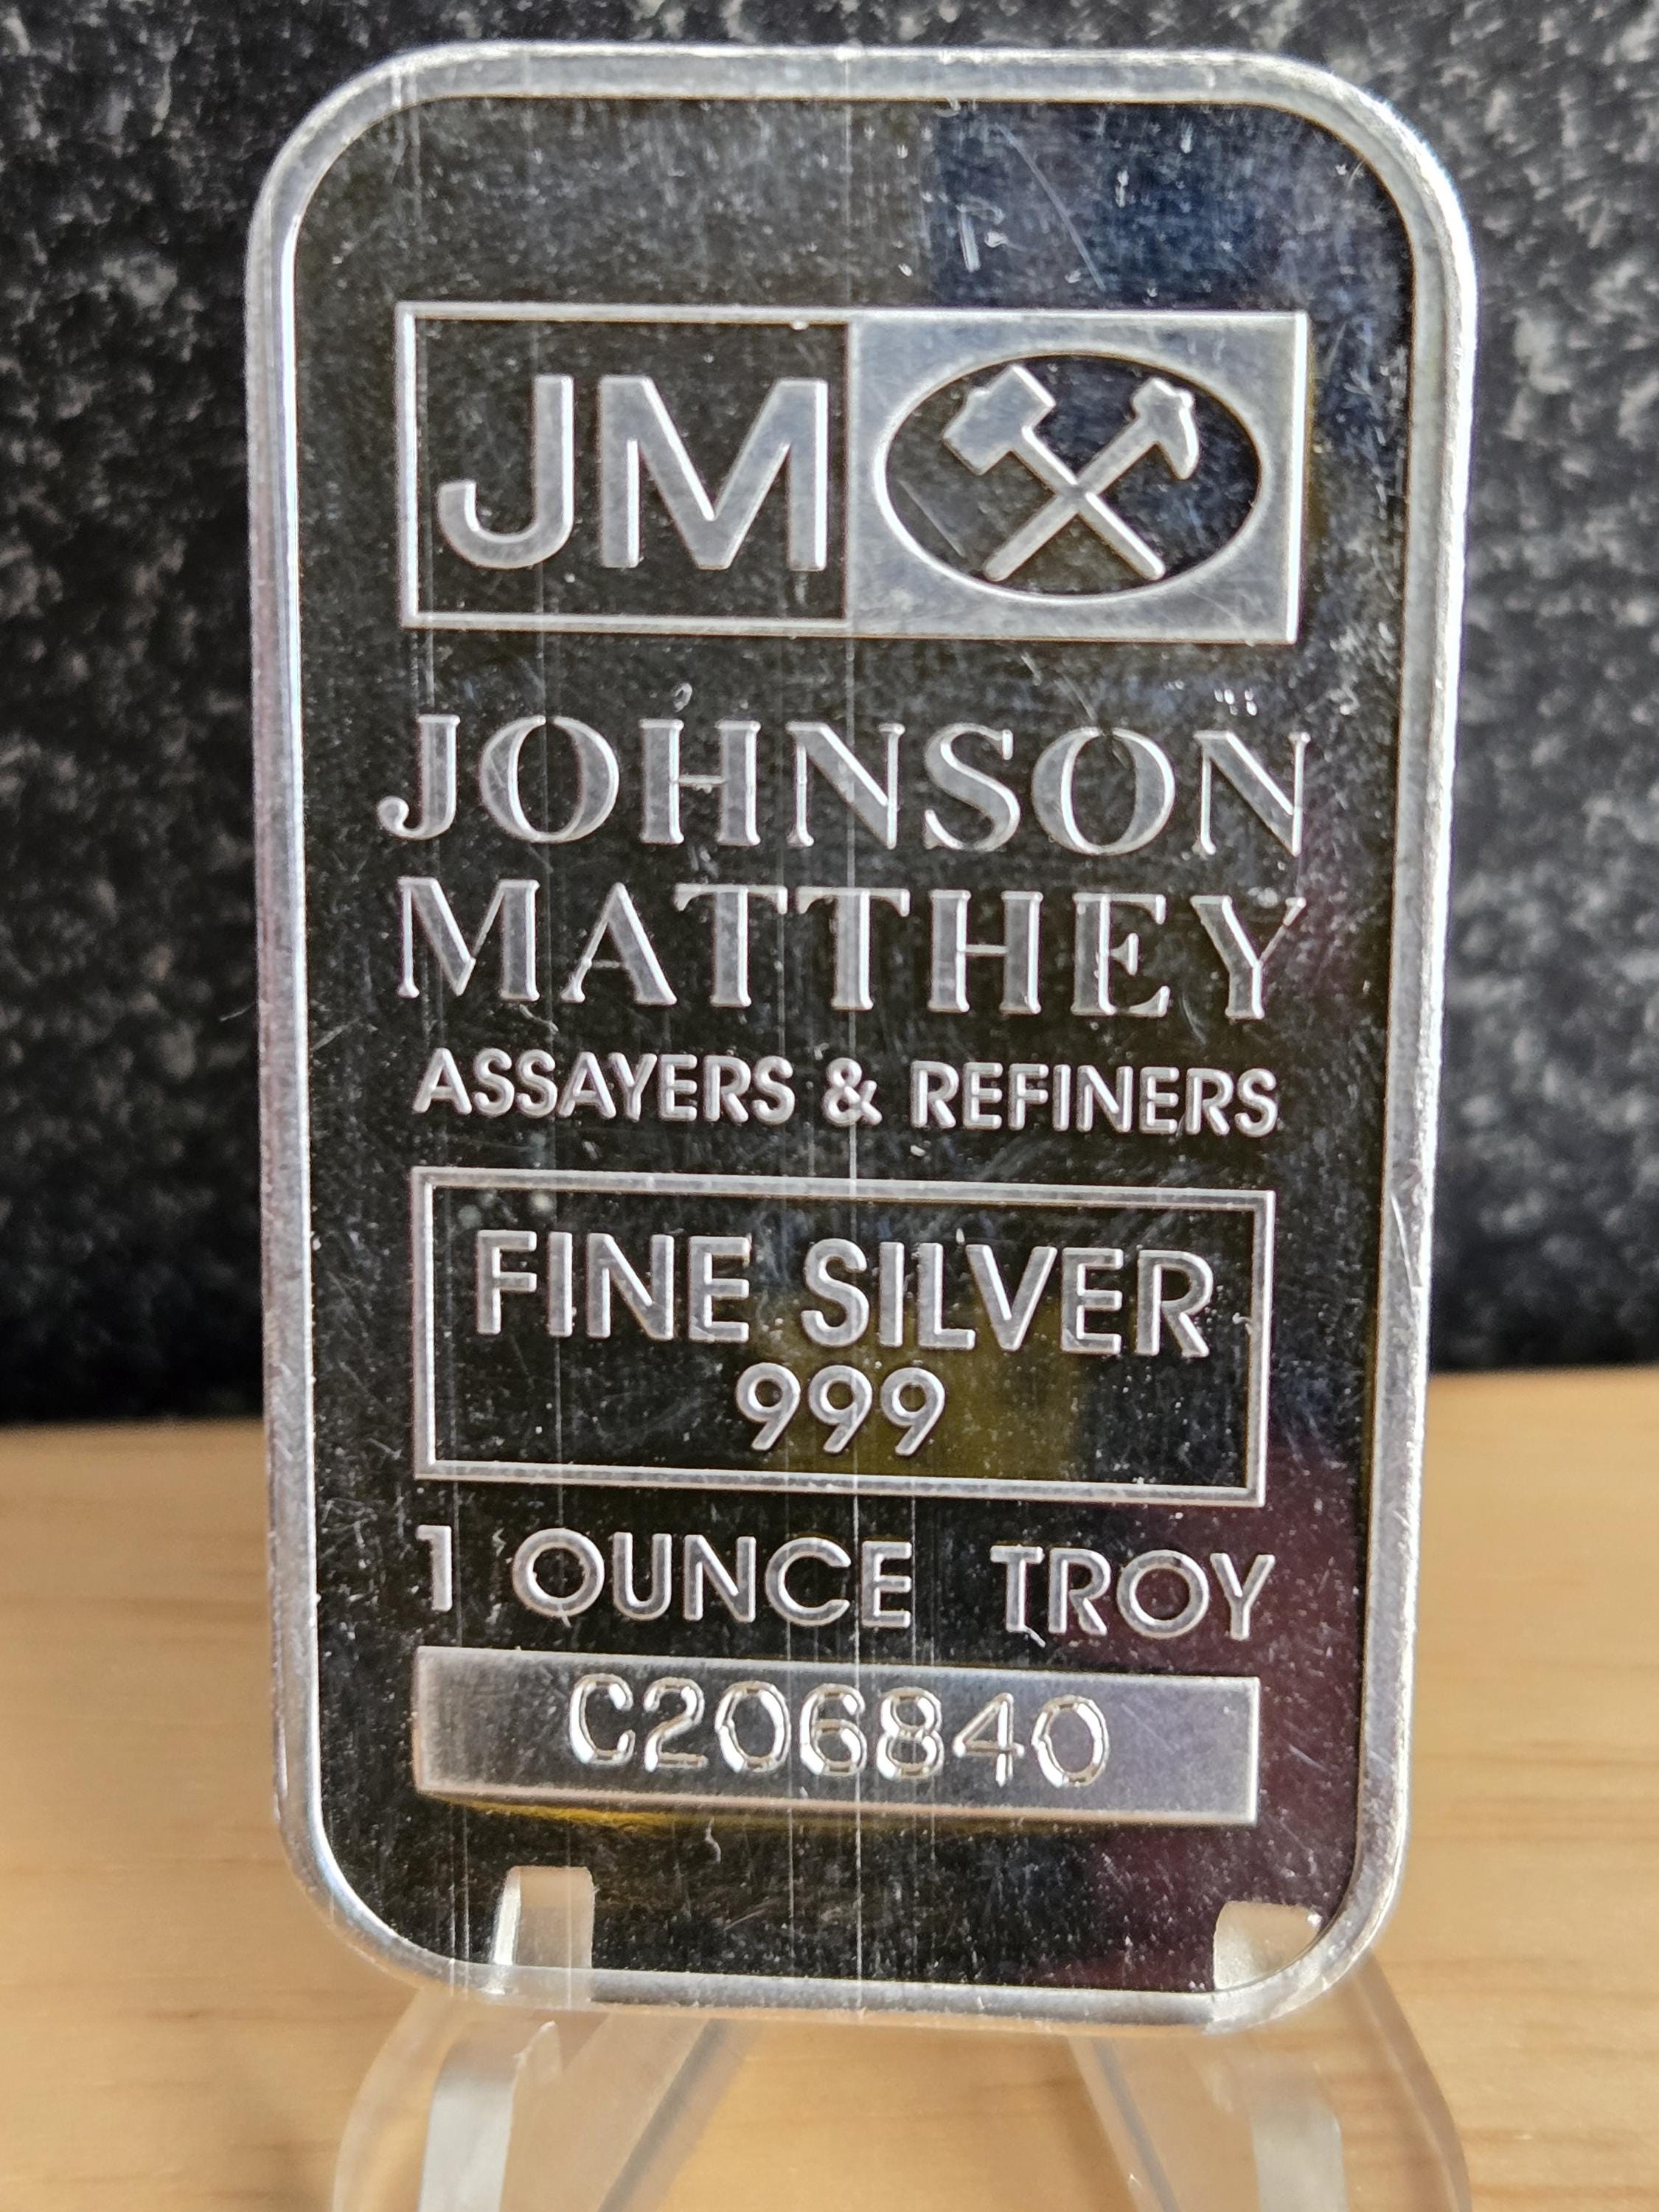 JM
JOHNSON
MATTHEY
ASSAYERS & REFINERS
FINE SILVER
999
1 OUNCE TROY
C206840